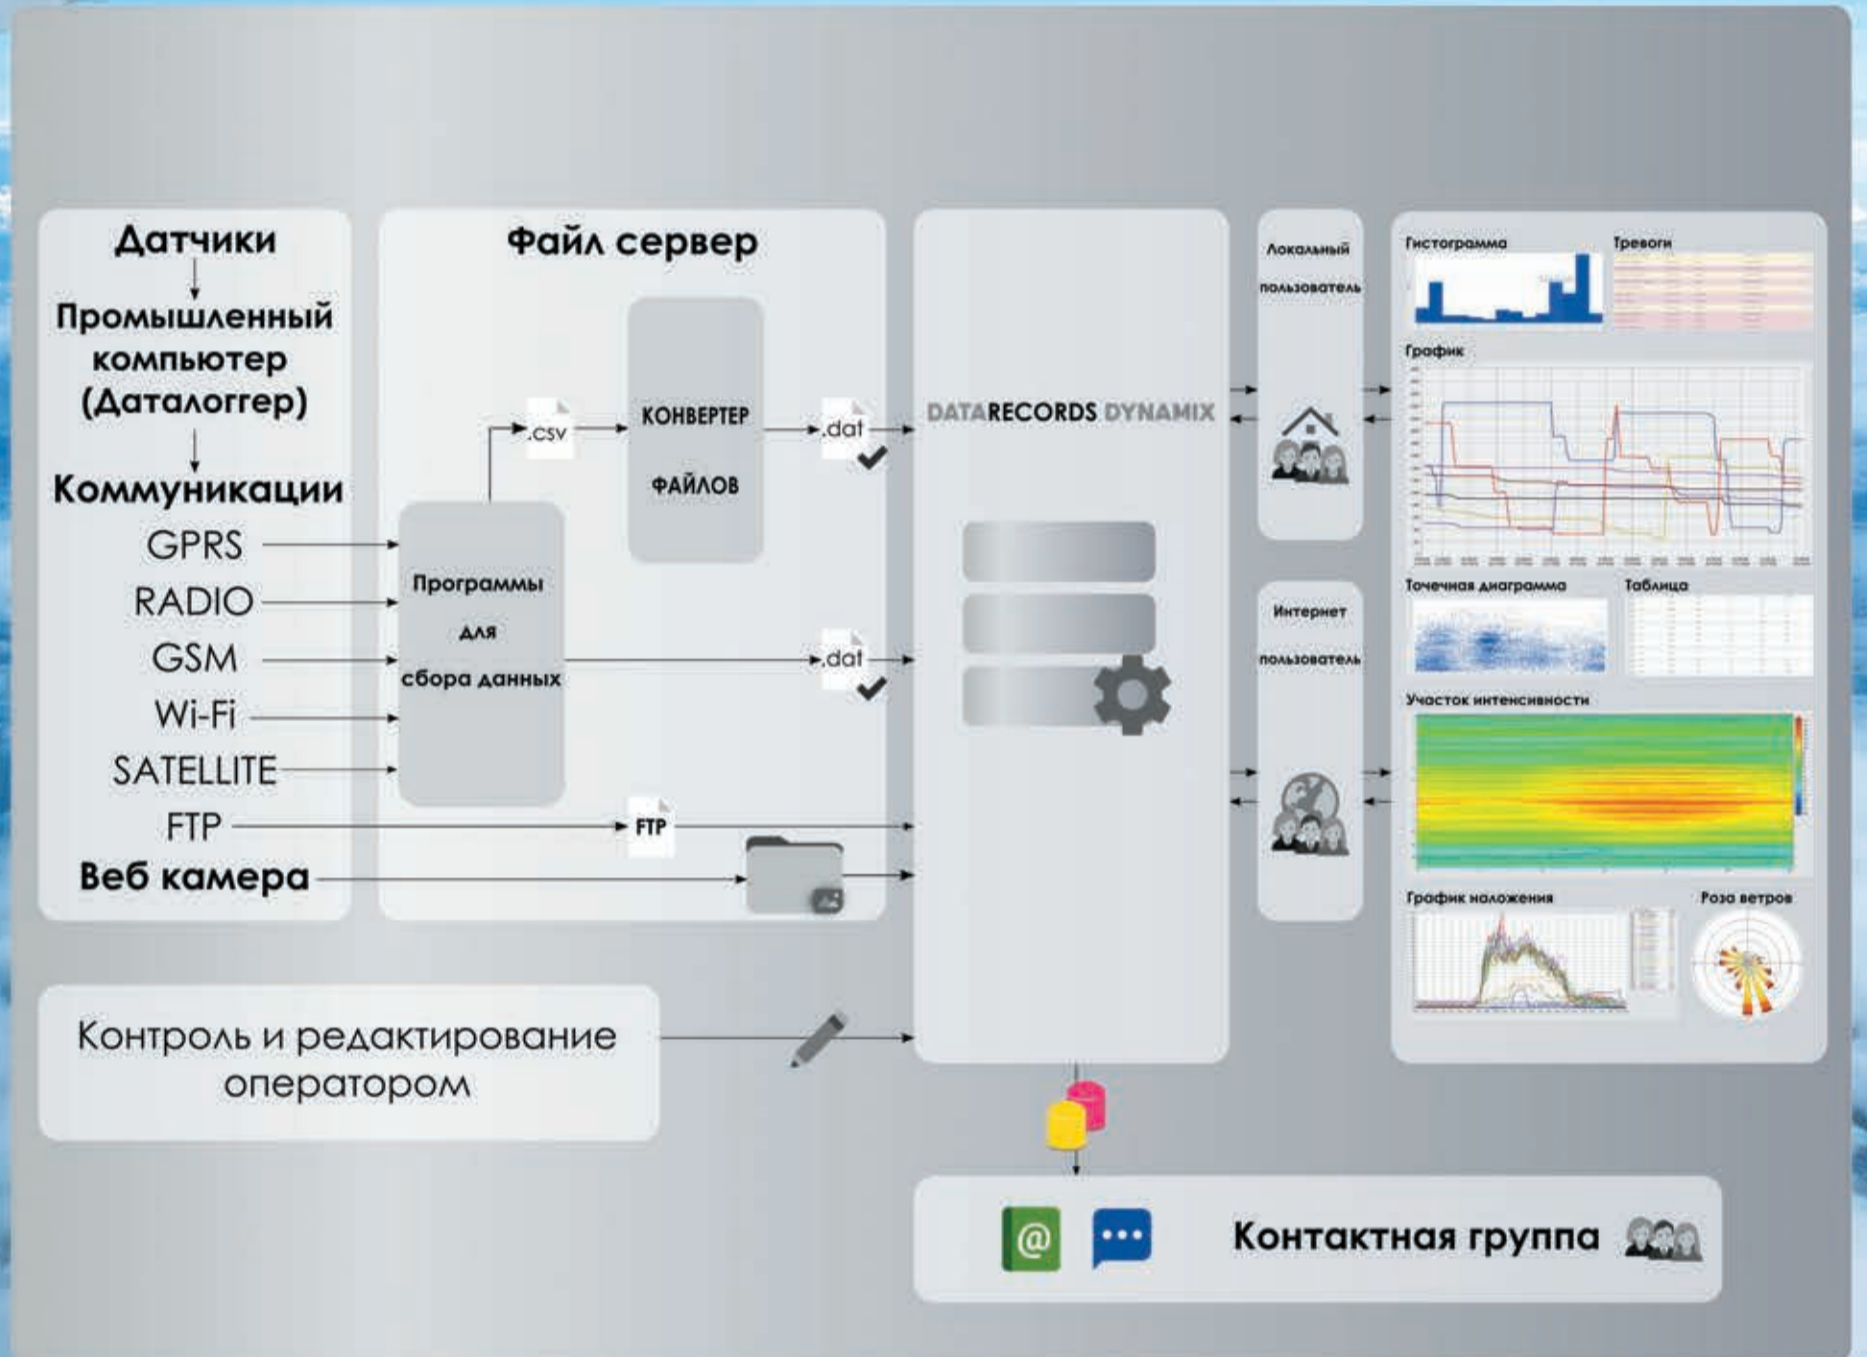 Датчики
Промышленный
компьютер
(Даталоггер)
Коммуникации
GPRS
RADIO
GSM
Wi-Fi
SATELLITE
FTP
Веб камера
Файл сервер
.csv
КОНВЕРТЕР
ФАЙЛОВ
.dat
Программы
для
сбора данных
.dat
FTP
DATARECORDS DYNAMIX
Локальный
пользователь
Интернет
пользователь
Гистограмма
Тревоги
График
Точечная диаграмма
Таблица
Участок интенсивности
График наложения
Роза ветров
Контроль и редактирование
оператором
@
Контактная группа